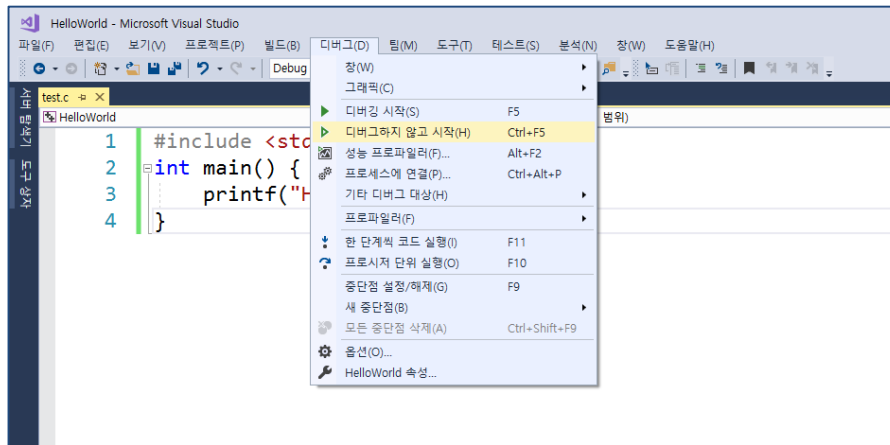 HelloWorld - Microsoft Visual Studio
파일(F) 편집(E) 보기(V) 프로젝트(P) 빌드(B) 디버그(D) 팀(M) 도구(T) 테스트(S) 분석(N) 창(W) 도움말(H)
Debug
서버 탐색기
도구 상자
test.c
HelloWorld
범위)
1 #include <std
2 int main() {
3 printf("H
4 }
창(W)
그래픽(C)
디버깅 시작(S) F5
디버그하지 않고 시작(H) Ctrl+F5
성능 프로파일러(F)... Alt+F2
프로세스에 연결(P)... Ctrl+Alt+P
기타 디버그 대상(H)
프로파일러(F)
한 단계씩 코드 실행(I) F11
프로시저 단위 실행(O) F10
중단점 설정/해제(G) F9
새 중단점(B)
모든 중단점 삭제(A) Ctrl+Shift+F9
옵션(O)...
HelloWorld 속성...